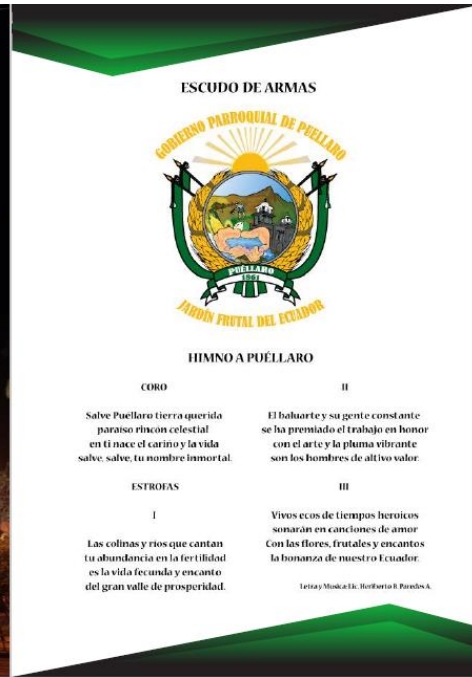 ESCUDO DE ARMAS
GOBIERNO PARROQUIAL DE PUELLARO
PUÉLLARO
1861
JARDÍN FRUTAL DEL ECUADOR
HIMNO A PUÉLLARO
CORO
Salve Puéllaro tierra querida
paraíso rincón celestial
en ti nace el cariño y la vida
salve, salve, tu nombre inmortal.
ESTROFAS
I
Las colinas y ríos que cantan
tu abundancia en la fertilidad
es la vida fecunda y encanto
del gran valle de prosperidad.
II
El baluarte y su gente constante
se ha premiado el trabajo en honor
con el arte y la pluma vibrante
son los hombres de altivo valor.
III
Vivos ecos de tiempos heroicos
sonarán en canciones de amor
Con las flores, frutales y encantos
la bonanza de nuestro Ecuador.
Letra y Musica: Lic. Heriberto B. Paredes A.